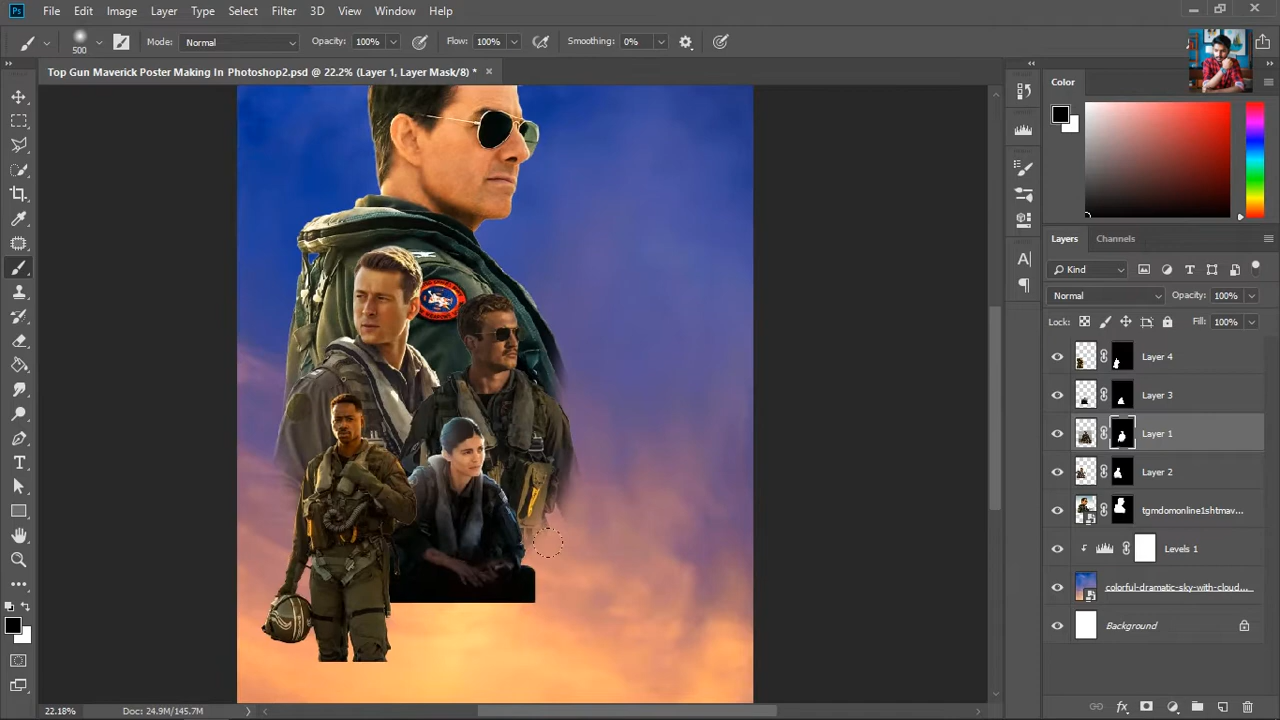 Ps File Edit Image Layer Type Select Filter 3D View Window Help
500 Mode: Normal Opacity: 100% Flow: 100% Smoothing: 0%
Top Gun Maverick Poster Making In Photoshop2.psd @ 22.2% (Layer 1, Layer Mask/8) * ×
Color
Layers Channels
Kind
Normal Opacity: 100%
Lock: Fill: 100%
Layer 4
Layer 3
Layer 1
Layer 2
tgmdomonline1shtmav...
Levels 1
colorful-dramatic-sky-with-cloud...
Background
22.18% Doc: 24.9M/145.7M